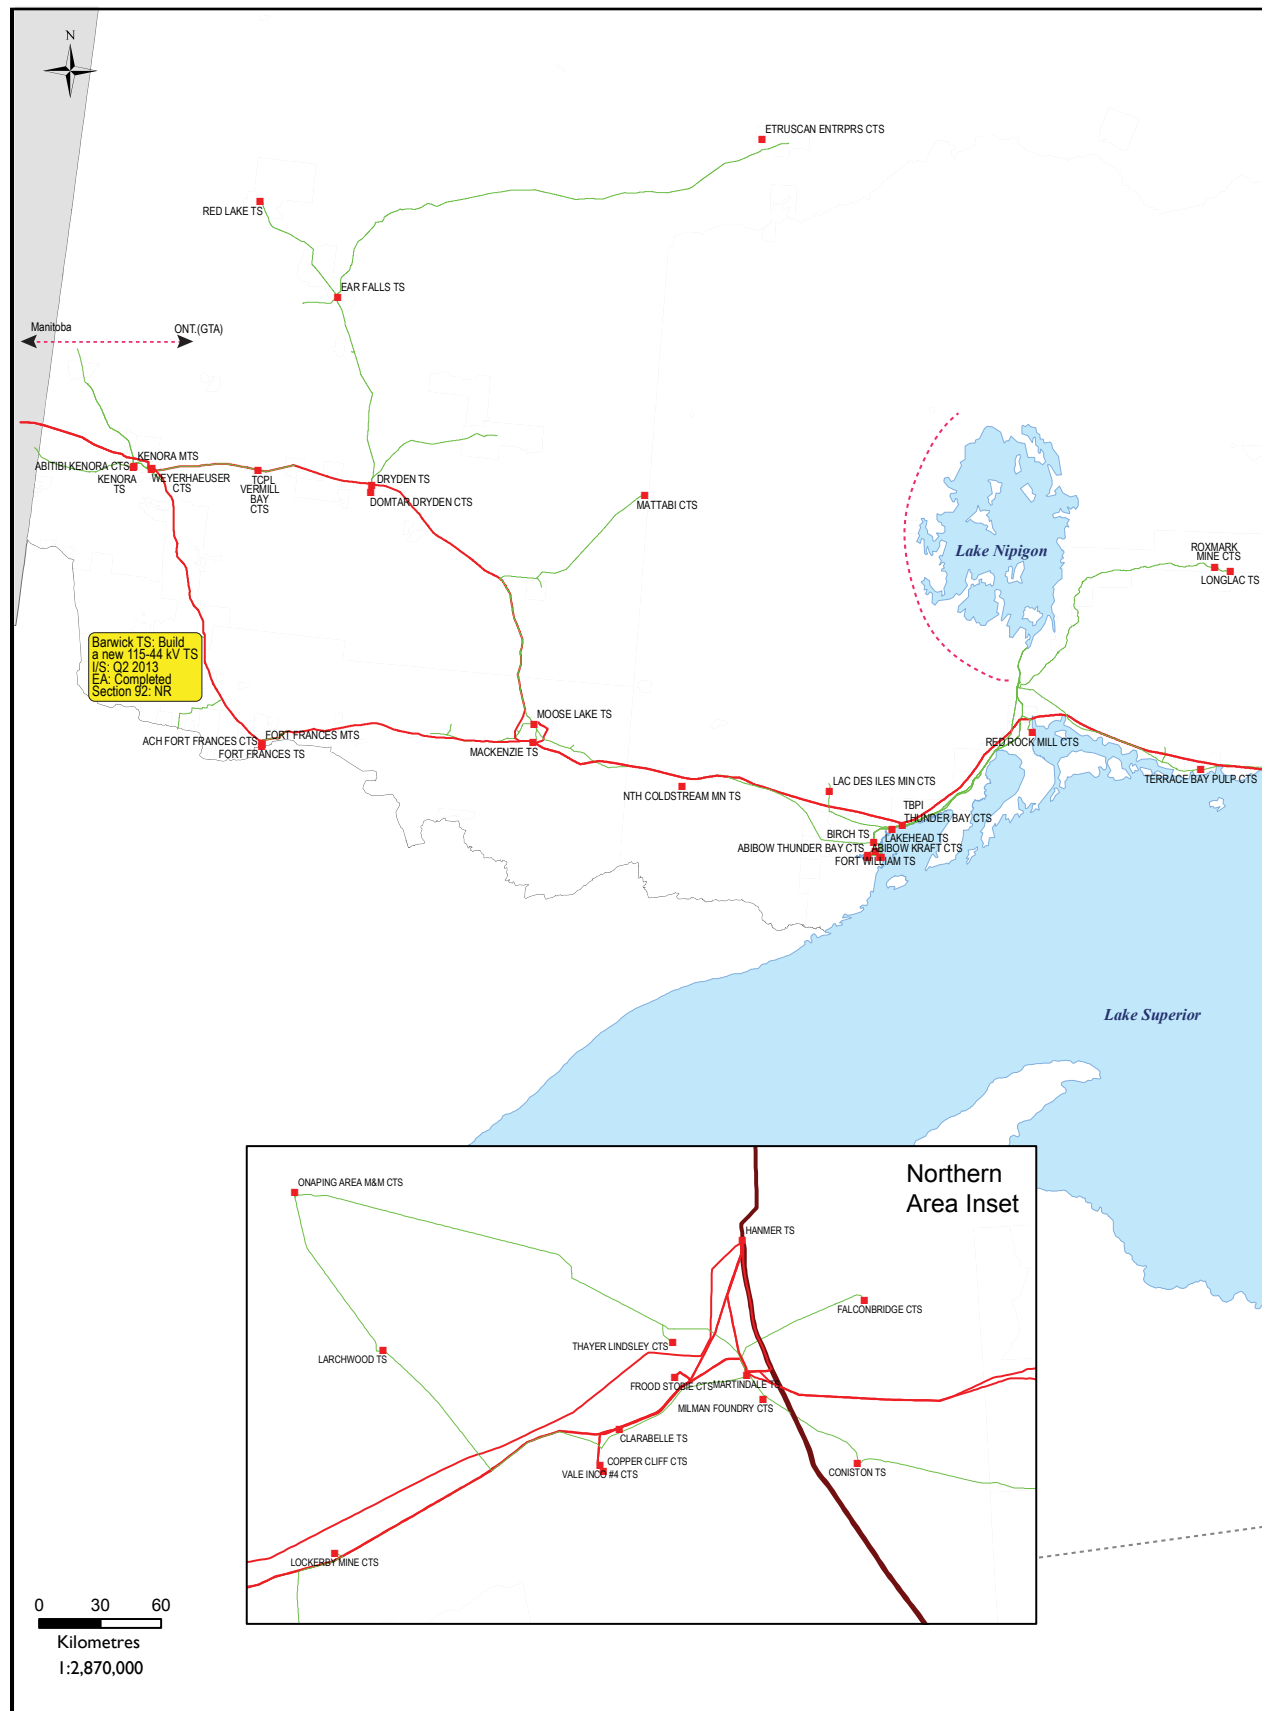 N
ETRUSCAN ENTRPRS CTS
RED LAKE TS
EAR FALLS TS
Manitoba
ONT.(GTA)
KENORA MTS
ABITIBI KENORA CTS
KENORA
TS
WEYERHAEUSER
CTS
TCPL
VERMILL
BAY
CTS
DRYDEN TS
DOMTAR DRYDEN CTS
MATTABI CTS
Lake Nipigon
ROXMARK
MINE CTS
LONGLAC TS
Barwick TS: Build
a new 115-44 kV TS
I/S: Q2 2013
EA: Completed
Section 92: NR
MOOSE LAKE TS
FORT FRANCES MTS
ACH FORT FRANCES CTS
FORT FRANCES TS
MACKENZIE TS
RED ROCK MILL CTS
TERRACE BAY PULP CTS
LAC DES ILES MIN CTS
NTH COLDSTREAM MN TS
TBPI
THUNDER BAY CTS
BIRCH TS
LAKEHEAD TS
ABIBOW THUNDER BAY CTS
ABIBOW KRAFT CTS
FORT WILLIAM TS
Lake Superior
Northern
Area Inset
ONAPING AREA M&M CTS
HANMER TS
FALCONBRIDGE CTS
THAYER LINDSLEY CTS
LARCHWOOD TS
FROOD STOBIE CTS
MARTINDALE TS
MILMAN FOUNDRY CTS
CLARABELLE TS
COPPER CLIFF CTS
VALE INCO #4 CTS
CONISTON TS
LOCKERBY MINE CTS
0 30 60
Kilometres
1:2,870,000